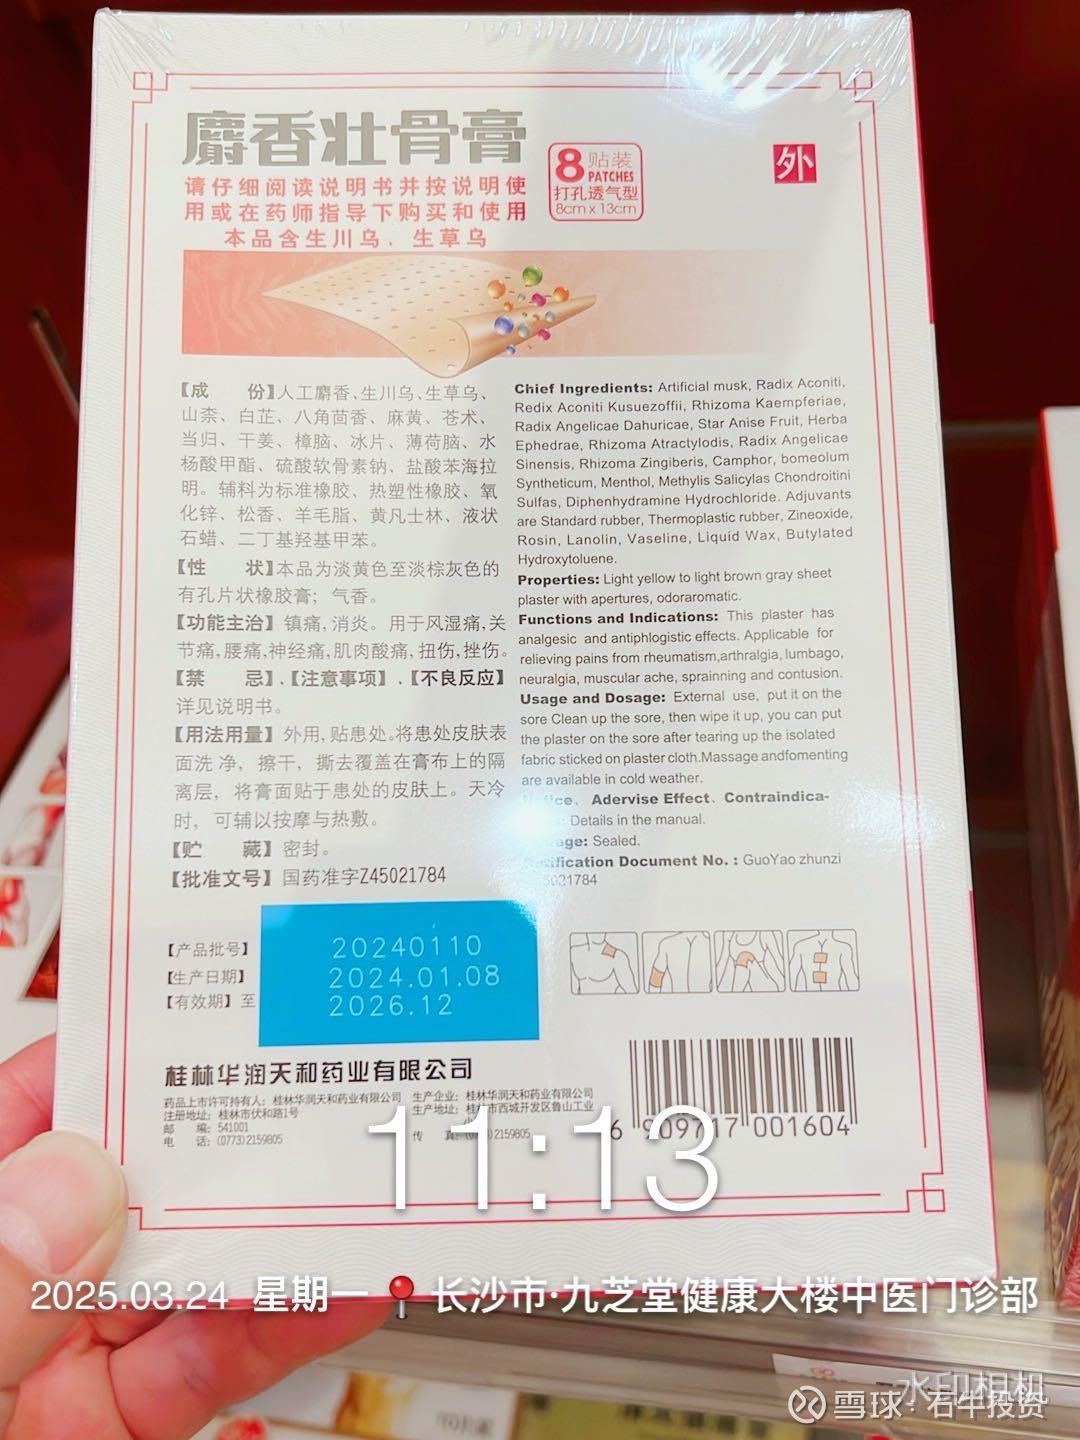 麝香壮骨膏
8贴装
PATCHES
打孔透气型
8cm x 13cm
外
请仔细阅读说明书并按说明使
用或在药师指导下购买和使用
本品含生川乌、生草乌
【成 份】人工麝香、生川乌、生草乌、
山柰、白芷、八角茴香、麻黄、苍术、
当归、干姜、樟脑、冰片、薄荷脑、水
杨酸甲酯、硫酸软骨素钠、盐酸苯海拉
明。辅料为标准橡胶、热塑性橡胶、氧
化锌、松香、羊毛脂、黄凡士林、液状
石蜡、二丁基羟基甲苯。
【性 状】本品为淡黄色至淡棕灰色的
有孔片状橡胶膏；气香。
【功能主治】镇痛,消炎。用于风湿痛,关
节痛,腰痛,神经痛,肌肉酸痛,扭伤,挫伤。
【禁 忌】、【注意事项】、【不良反应】
详见说明书。
【用法用量】外用,贴患处。将患处皮肤表
面洗净，擦干，撕去覆盖在膏布上的隔
离层，将膏面贴于患处的皮肤上。天冷
时，可辅以按摩与热敷。
【贮 藏】密封。
【批准文号】国药准字Z45021784
Chief Ingredients: Artificial musk, Radix Aconiti,
Redix Aconiti Kusuezoffii, Rhizoma Kaempferiae,
Radix Angelicae Dahuricae, Star Anise Fruit, Herba
Ephedrae, Rhizoma Atractylodis, Radix Angelicae
Sinensis, Rhizoma Zingiberis, Camphor, bomeolum
Syntheticum, Menthol, Methylis Salicylas Chondroitini
Sulfas, Diphenhydramine Hydrochloride. Adjuvants
are Standard rubber, Thermoplastic rubber, Zineoxide,
Rosin, Lanolin, Vaseline, Liquid Wax, Butylated
Hydroxytoluene.
Properties: Light yellow to light brown gray sheet
plaster with apertures, odoraromatic.
Functions and Indications: This plaster has
analgesic and antiphlogistic effects. Applicable for
relieving pains from rheumatism,arthralgia, lumbago,
neuralgia, muscular ache, sprainning and contusion.
Usage and Dosage: External use, put it on the
sore Clean up the sore, then wipe it up, you can put
the plaster on the sore after tearing up the isolated
fabric sticked on plaster cloth.Massage andfomenting
are available in cold weather.
Adervise Effect、Contraindica-
Details in the manual.
Sealed.
Document No. : GuoYao zhunzi
【产品批号】 20240110
【生产日期】 2024.01.08
【有效期】至 2026.12
桂林华润天和药业有限公司
药品上市许可持有人：桂林华润天和药业有限公司
注册地址：桂林市伏和路1号
邮 编：541001
电 话：(0773)2159805
生产企业：桂林华润天和药业有限公司
生产地址：桂林市西城开发区鲁山工业
传 真：
6 909717 001604
11:13
2025.03.24 星期一 长沙市·九芝堂健康大楼中医门诊部
水印相机
雪球：石牛投资